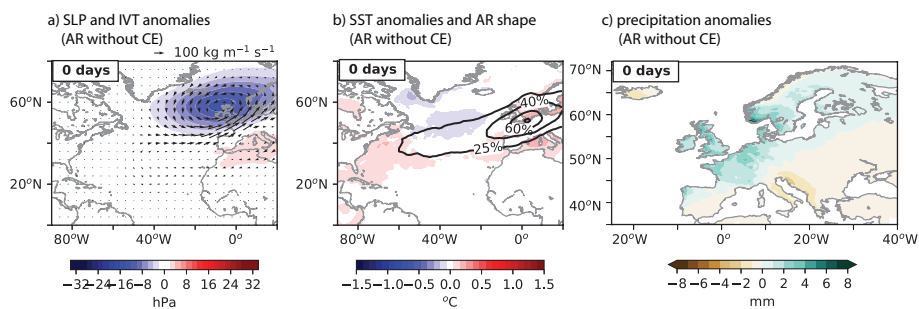 a) SLP and IVT anomalies
(AR without CE)
b) SST anomalies and AR shape
(AR without CE)
c) precipitation anomalies
(AR without CE)
100 kg m⁻¹ s⁻¹
0 days
0 days
0 days
60°N
20°N
80°W
40°W
0°
60°N
20°N
80°W
40°W
0°
40%
60%
25%
70°N
60°N
50°N
40°N
20°W
0°
20°W
40°W
−32−24−16−8 0 8 16 24 32
hPa
−1.5−1.0−0.5 0.0 0.5 1.0 1.5
°C
−8 −6 −4 −2 0 2 4 6 8
mm